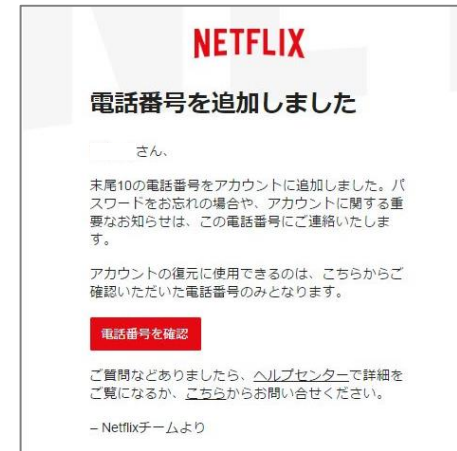 NETFLIX
電話番号を追加しました
さん、
末尾10の電話番号をアカウントに追加しました。パ
スワードをお忘れの場合や、アカウントに関する重
要なお知らせは、この電話番号にご連絡いたしま
す。
アカウントの復元に使用できるのは、こちらからご
確認いただいた電話番号のみとなります。
電話番号を確認
ご質問などありましたら、ヘルプセンターで詳細を
ご覧になるか、こちらからお問い合せください。
– Netflixチームより